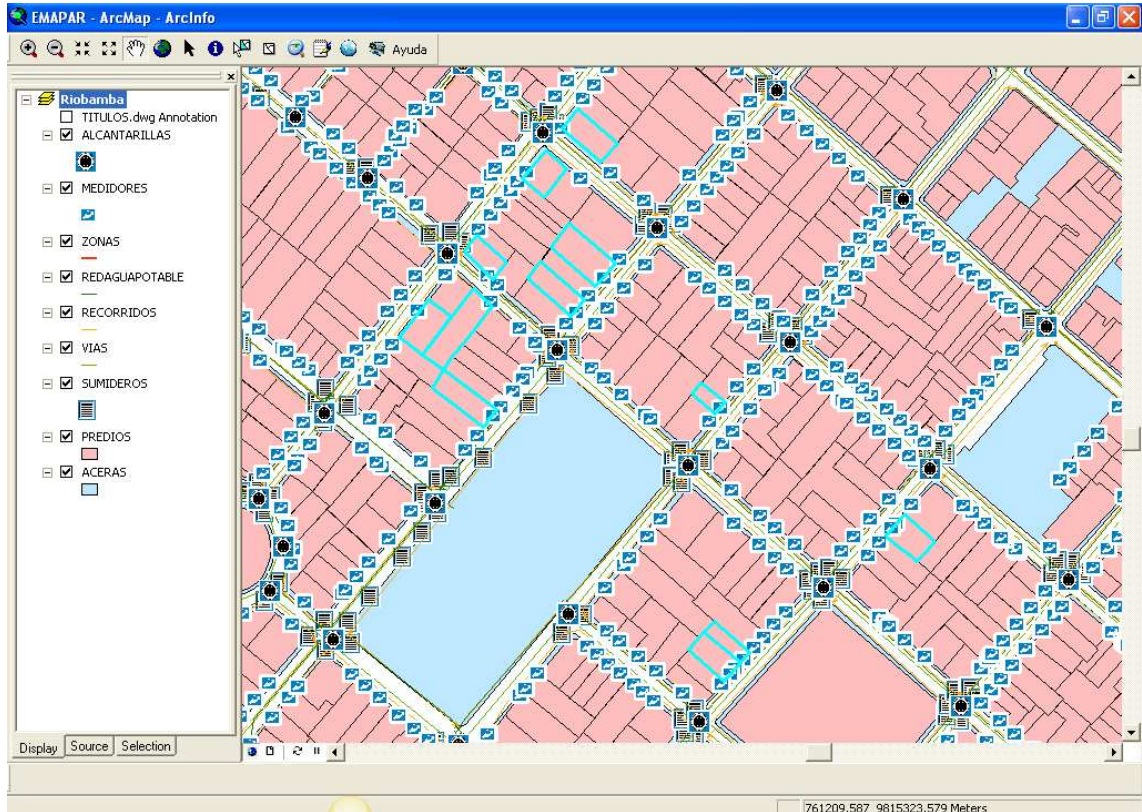 EMAPAR - ArcMap - ArcInfo
Ayuda
Riobamba
TITULOS.dwg Annotation
ALCANTARILLAS
MEDIDORES
ZONAS
REDAGUAPOTABLE
RECORRIDOS
VIAS
SUMIDEROS
PREDIOS
ACERAS
Display Source Selection
761209,587 9815323,579 Meters